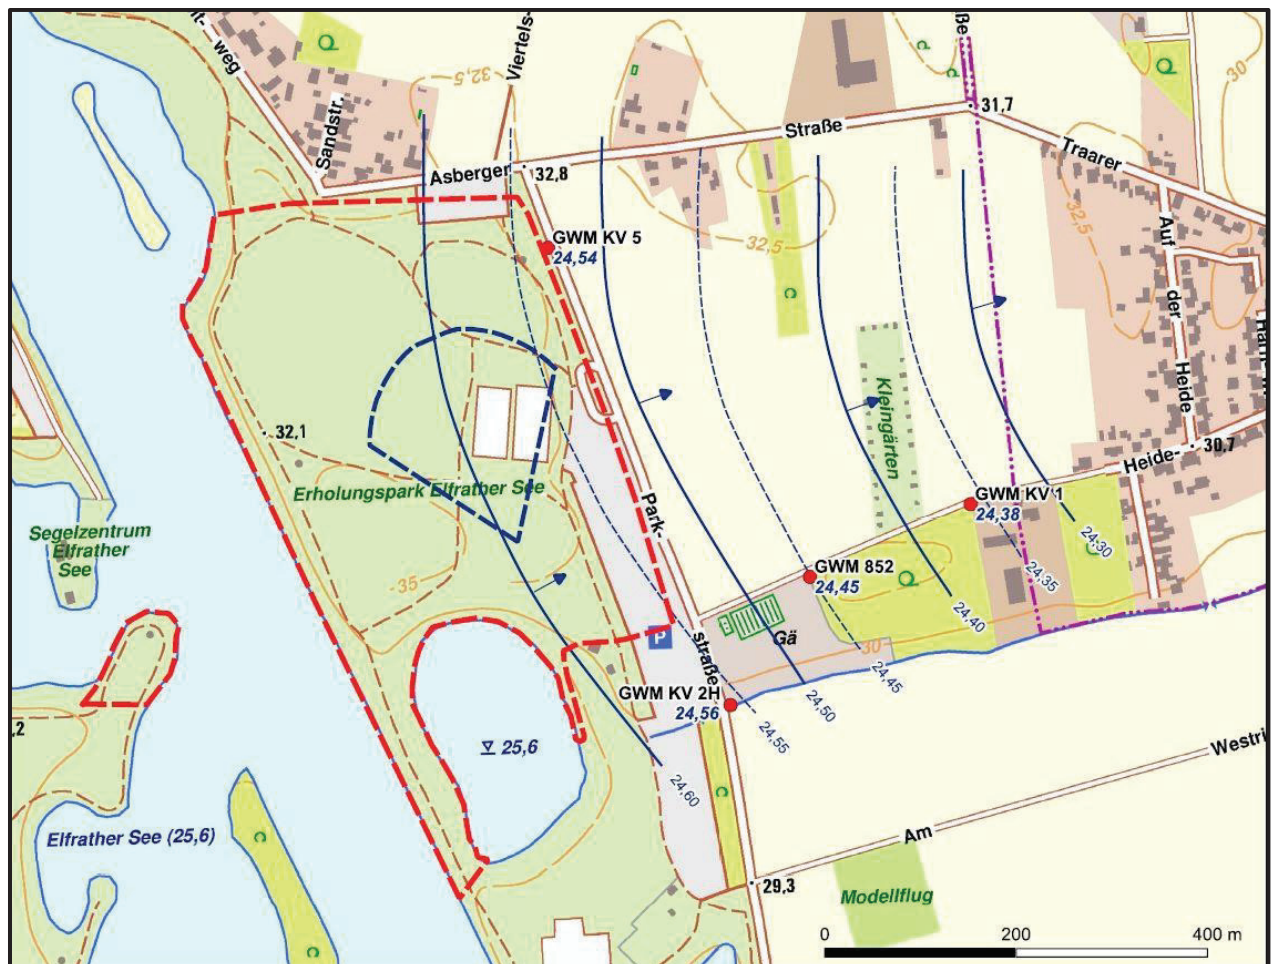 weg
Sandstr.
32,5
Viertels-
Straße
31,7
Traarer
30
Asberger
32,8
GWM KV 5
24,54
32,5
32,5
Auf
der
Heide
32,1
Kleingärten
Heide-
30,7
Erholungspark Elfrather See
Park-
straße
GWM KV 1
24,38
24,30
Segelzentrum
Elfrather
See
35
GWM 852
24,45
24,35
24,40
P
Gä
30
24,45
GWM KV 2H
24,56
24,50
24,55
25,6
24,60
Westri
Elfrather See (25,6)
Am
29,3
Modellflug
0 200 400 m